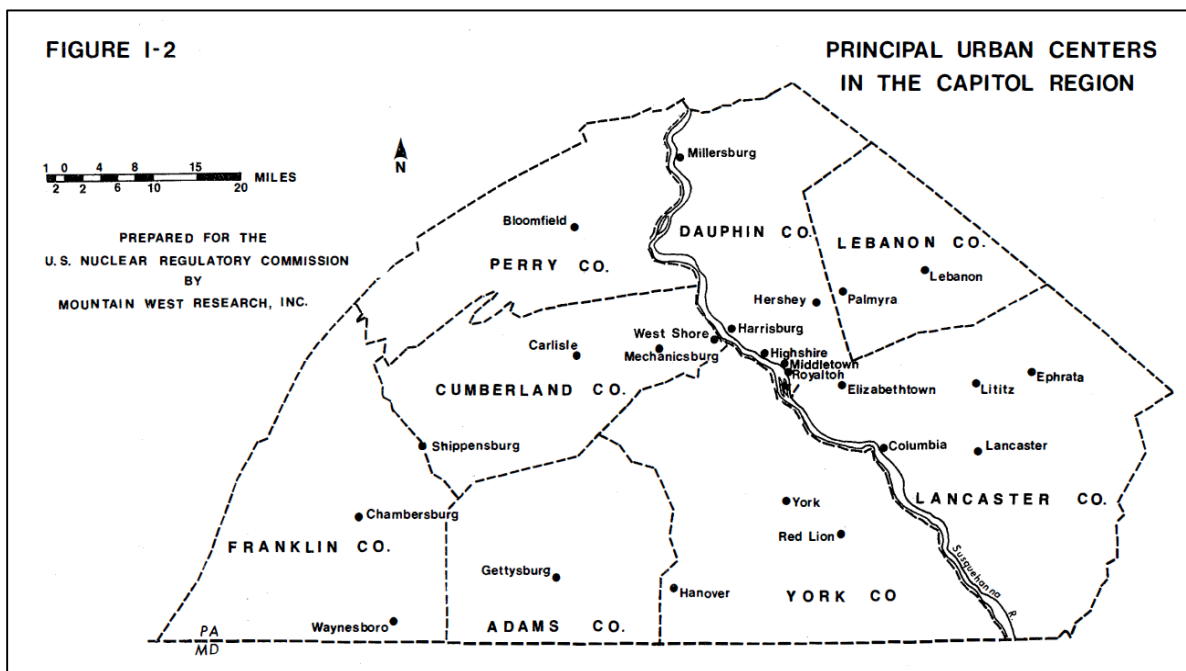 FIGURE I-2
PRINCIPAL URBAN CENTERS
IN THE CAPITOL REGION
1 0 4 8 15
MILES
2 2 6 10 20
N
PREPARED FOR THE
U.S. NUCLEAR REGULATORY COMMISSION
BY
MOUNTAIN WEST RESEARCH, INC.
Millersburg
Bloomfield
DAUPHIN CO.
LEBANON CO.
PERRY CO.
Lebanon
Hershey
Palmyra
Harrisburg
West Shore
Carlisle
Mechanicsburg
Highshire
Middletown
Royaltoh
Elizabethtown
Lititz
Ephrata
CUMBERLAND CO.
Shippensburg
Columbia
Lancaster
LANCASTER CO.
York
Chambersburg
Red Lion
FRANKLIN CO.
Susquehanna R.
Gettysburg
Hanover
YORK CO
Waynesboro
ADAMS CO.
PA
MD